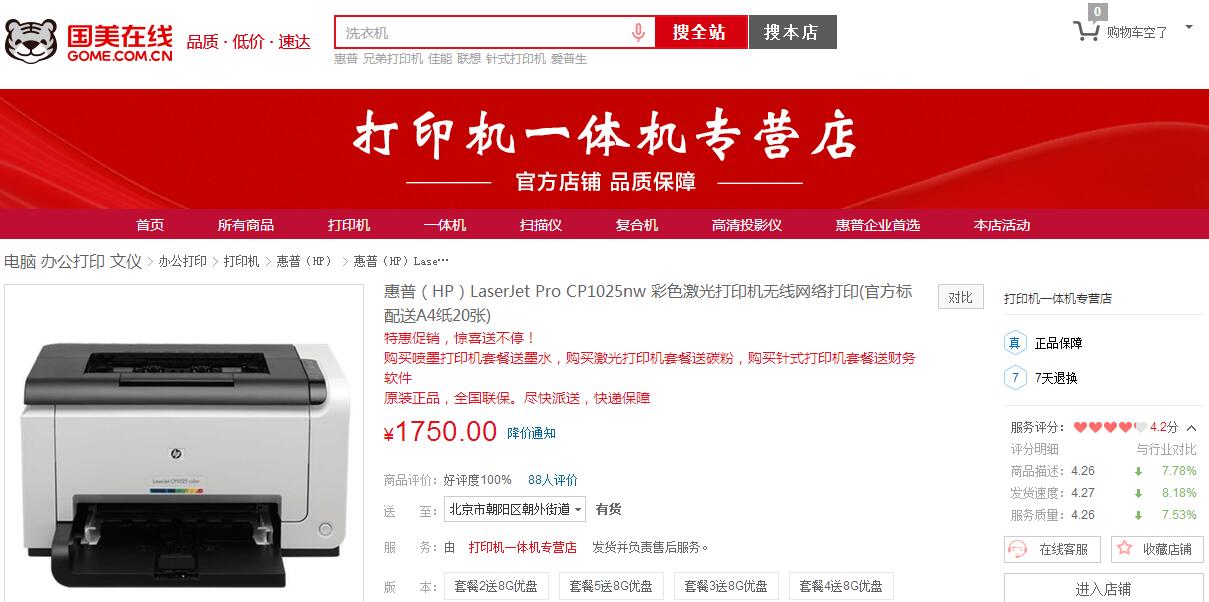 国美在线
GOME.COM.CN
品质·低价·速达
洗衣机
搜全站
搜本店
惠普 兄弟打印机 佳能 联想 针式打印机 爱普生
0
购物车空了
打印机一体机专营店
官方店铺 品质保障
首页 所有商品 打印机 一体机 扫描仪 复合机 高清投影仪 惠普企业首选 本店活动
电脑 办公打印 文仪 > 办公打印 > 打印机 > 惠普（HP） > 惠普（HP）Lase···
惠普（HP）LaserJet Pro CP1025nw 彩色激光打印机无线网络打印(官方标
配送A4纸20张)
特惠促销，惊喜送不停！
购买喷墨打印机套餐送墨水，购买激光打印机套餐送碳粉，购买针式打印机套餐送财务
软件
原装正品，全国联保。尽快派送，快递保障
¥1750.00 降价通知
商品评价：好评度100% 88人评价
送 至：北京市朝阳区朝外街道 有货
服 务：由 打印机一体机专营店 发货并负责售后服务。
版 本：套餐2送8G优盘 套餐5送8G优盘 套餐3送8G优盘 套餐4送8G优盘
hp
LaserJet CP1025 color
对比
打印机一体机专营店
真 正品保障
7 7天退换
服务评分：4.2分
评分明细 与行业对比
商品描述：4.26 7.78%
发货速度：4.27 8.18%
服务质量：4.26 7.53%
在线客服 收藏店铺
进入店铺